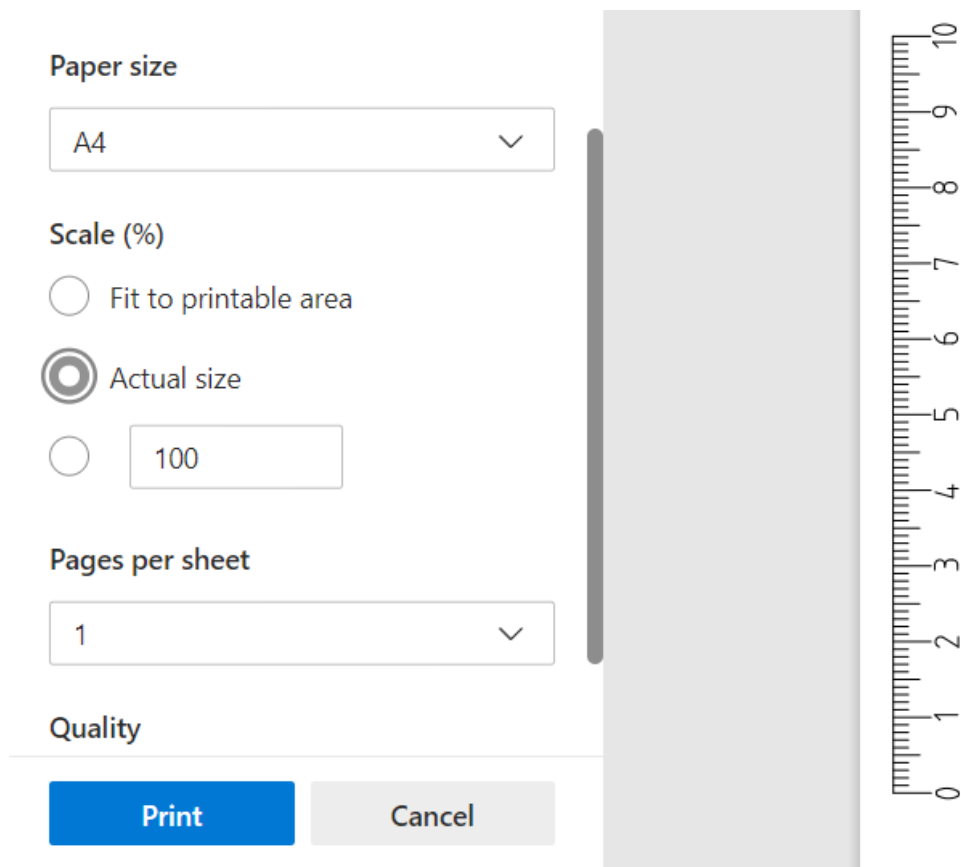 Paper size
A4
Scale (%)
Fit to printable area
Actual size
100
Pages per sheet
1
Quality
Print Cancel
10
9
8
7
6
5
4
3
2
1
0